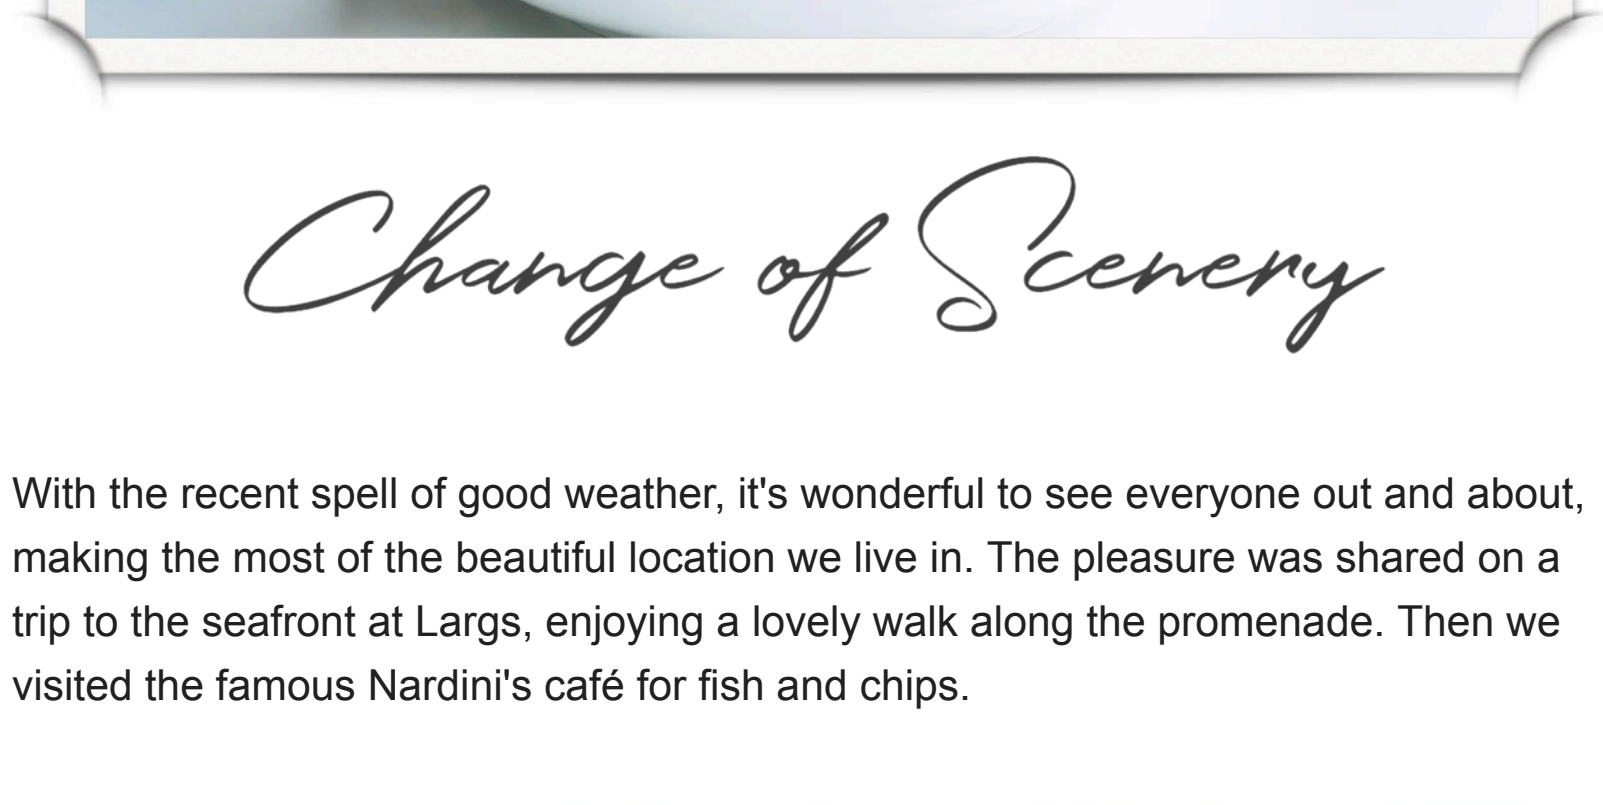 Change of Scenery
With the recent spell of good weather, it's wonderful to see everyone out and about,
making the most of the beautiful location we live in. The pleasure was shared on a
trip to the seafront at Largs, enjoying a lovely walk along the promenade. Then we
visited the famous Nardini's café for fish and chips.